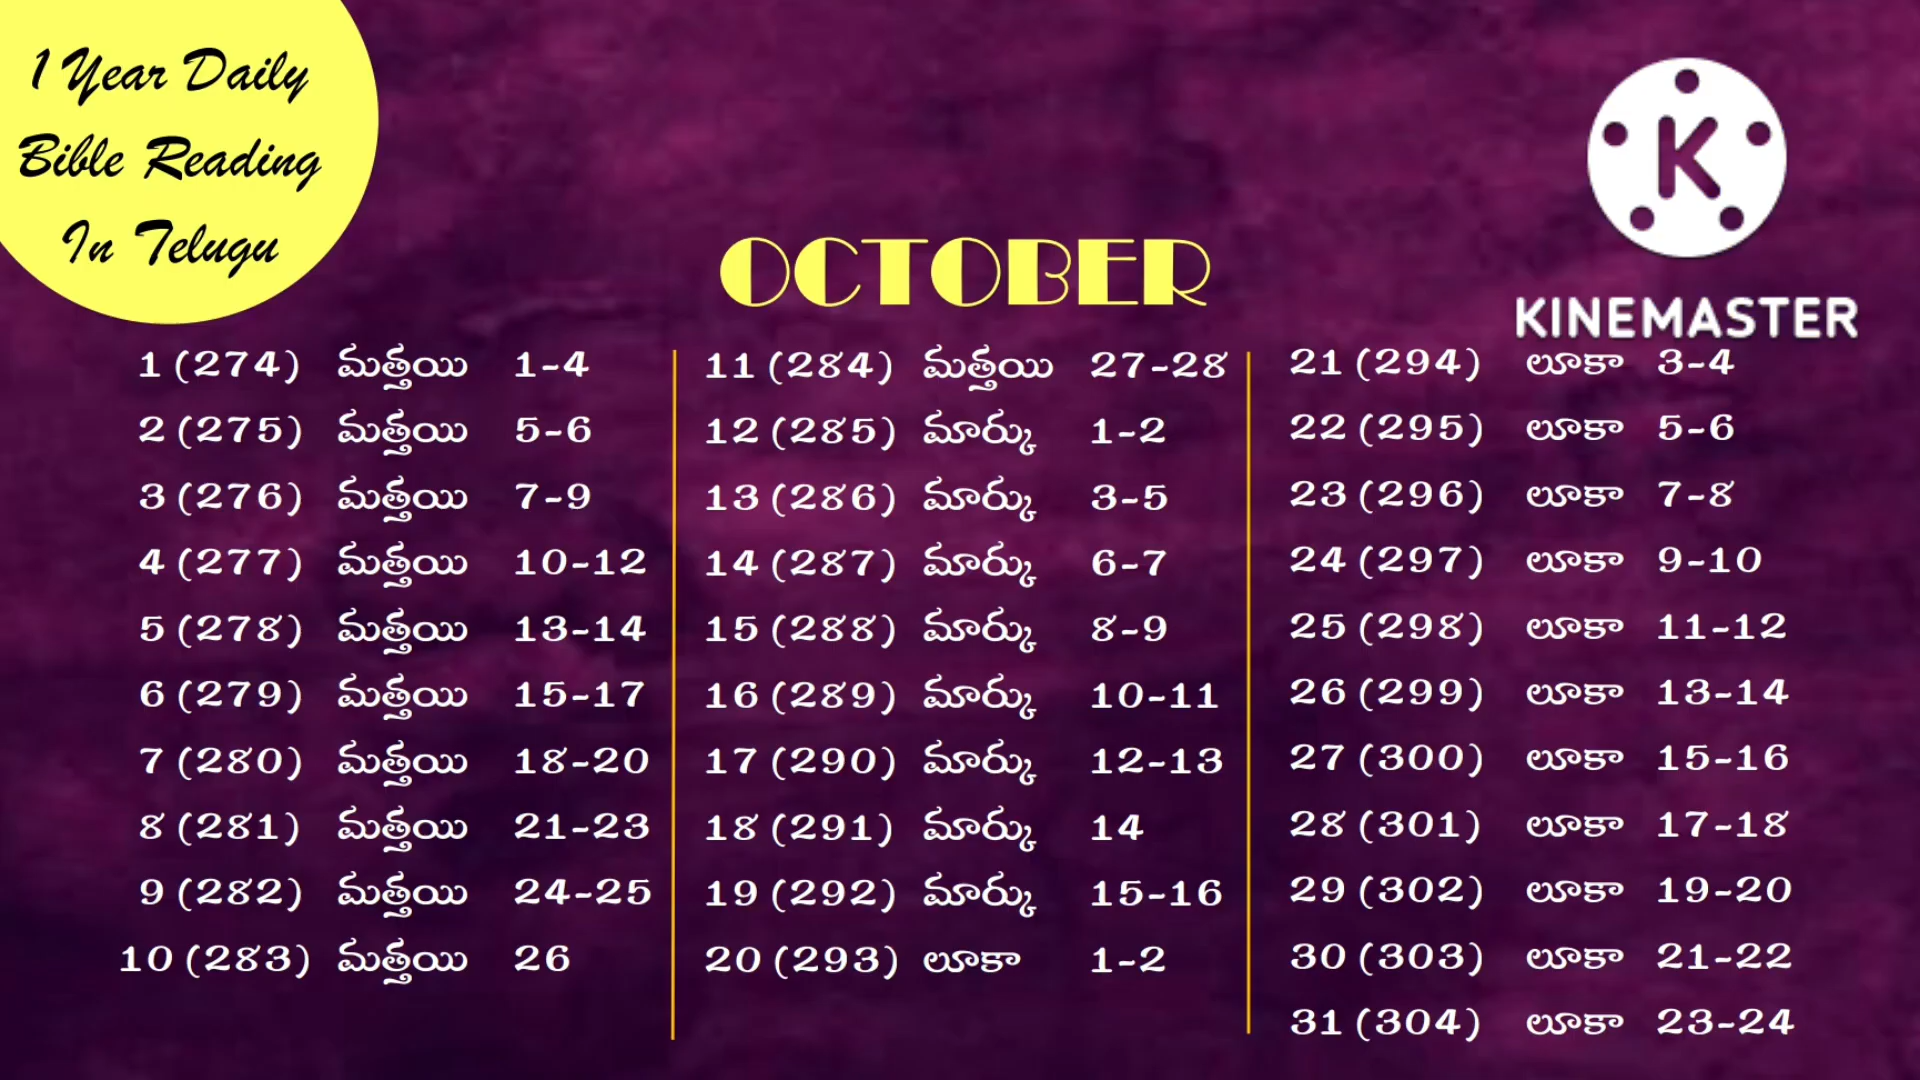 1 Year Daily
Bible Reading
In Telugu
KINEMASTER
OCTOBER
1 (274) మత్తయి 1-4
2 (275) మత్తయి 5-6
3 (276) మత్తయి 7-9
4 (277) మత్తయి 10-12
5 (278) మత్తయి 13-14
6 (279) మత్తయి 15-17
7 (280) మత్తయి 18-20
8 (281) మత్తయి 21-23
9 (282) మత్తయి 24-25
10 (283) మత్తయి 26
11 (284) మత్తయి 27-28
12 (285) మార్కు 1-2
13 (286) మార్కు 3-5
14 (287) మార్కు 6-7
15 (288) మార్కు 8-9
16 (289) మార్కు 10-11
17 (290) మార్కు 12-13
18 (291) మార్కు 14
19 (292) మార్కు 15-16
20 (293) లూకా 1-2
21 (294) లూకా 3-4
22 (295) లూకా 5-6
23 (296) లూకా 7-8
24 (297) లూకా 9-10
25 (298) లూకా 11-12
26 (299) లూకా 13-14
27 (300) లూకా 15-16
28 (301) లూకా 17-18
29 (302) లూకా 19-20
30 (303) లూకా 21-22
31 (304) లూకా 23-24